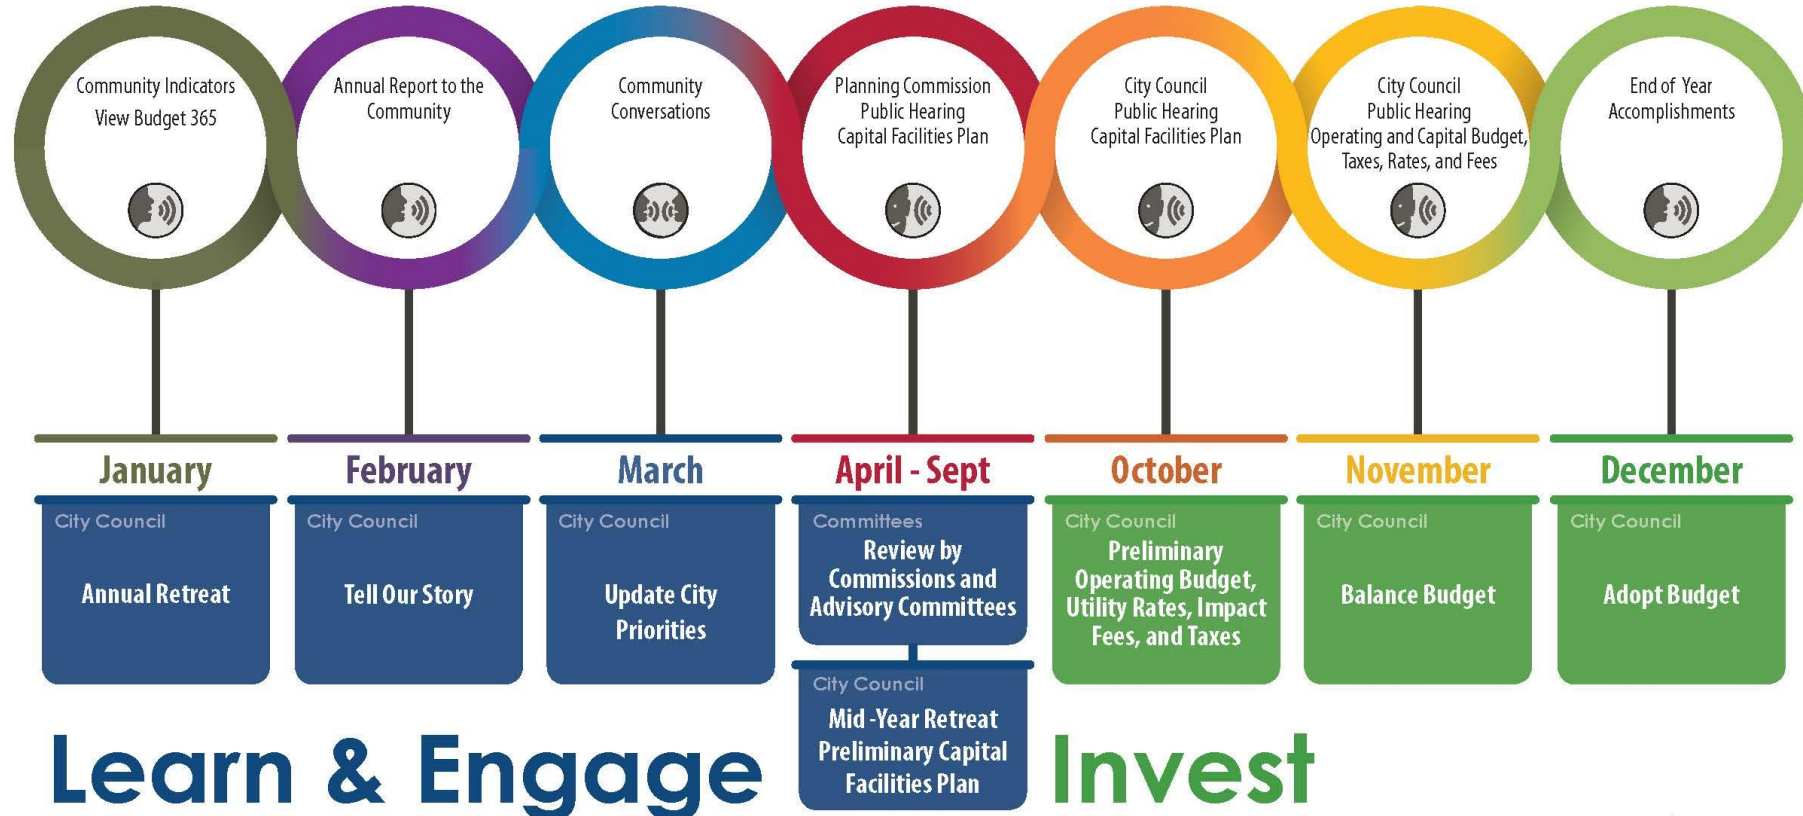 Community Indicators
View Budget 365
Annual Report to the
Community
Community
Conversations
Planning Commission
Public Hearing
Capital Facilities Plan
City Council
Public Hearing
Capital Facilities Plan
City Council
Public Hearing
Operating and Capital Budget,
Taxes, Rates, and Fees
End of Year
Accomplishments
January
February
March
April - Sept
October
November
December
City Council
Annual Retreat
City Council
Tell Our Story
City Council
Update City
Priorities
Committees
Review by
Commissions and
Advisory Committees
City Council
Mid -Year Retreat
Preliminary Capital
Facilities Plan
City Council
Preliminary
Operating Budget,
Utility Rates, Impact
Fees, and Taxes
City Council
Balance Budget
City Council
Adopt Budget
Learn & Engage
Invest